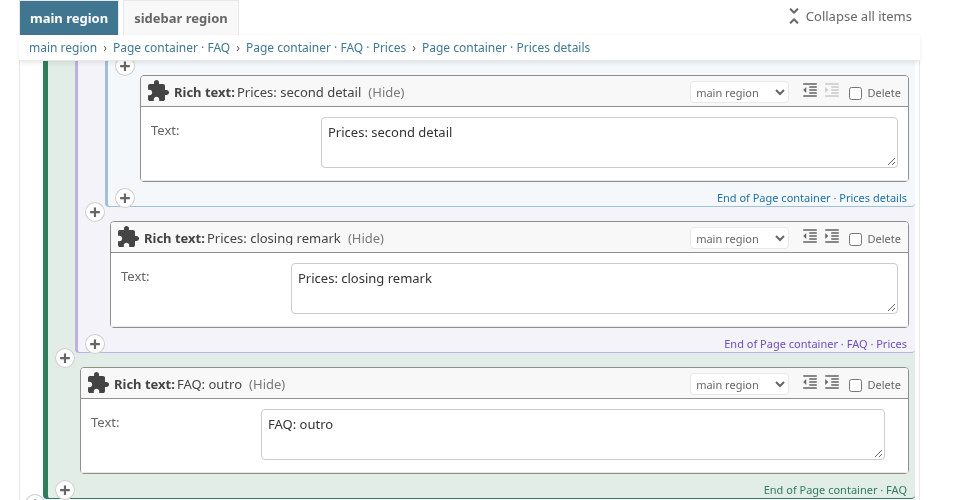 main region
sidebar region
Collapse all items
main region › Page container · FAQ › Page container · FAQ · Prices › Page container · Prices details
Rich text: Prices: second detail (Hide)
main region
Delete
Text:
Prices: second detail
End of Page container · Prices details
Rich text: Prices: closing remark (Hide)
main region
Delete
Text:
Prices: closing remark
End of Page container · FAQ · Prices
Rich text: FAQ: outro (Hide)
main region
Delete
Text:
FAQ: outro
End of Page container · FAQ